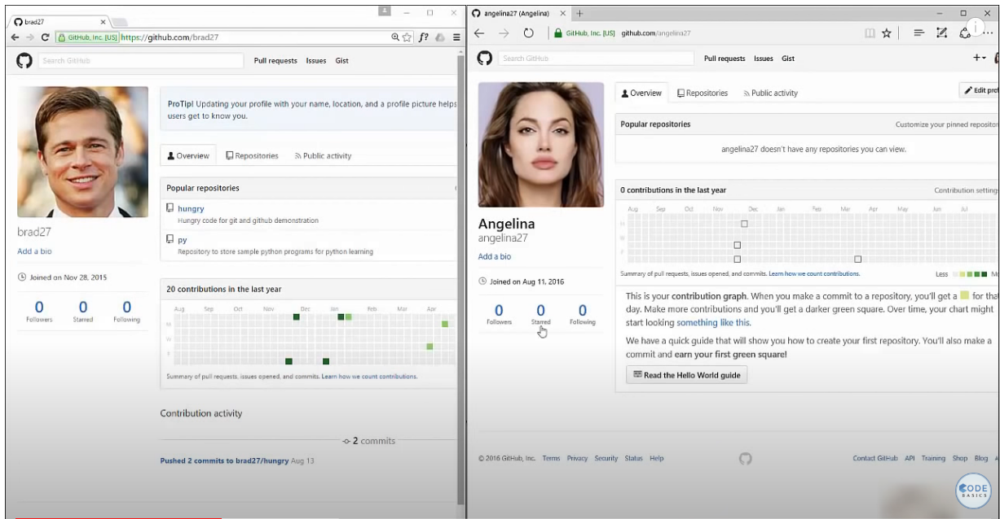 brad27
GitHub, Inc. [US] https://github.com/brad27
f?
Search GitHub
Pull requests Issues Gist
ProTip! Updating your profile with your name, location, and a profile picture helps
users get to know you.
Overview Repositories Public activity
Popular repositories
hungry
Hungry code for git and github demonstration
py
Repository to store sample python programs for python learning
brad27
Add a bio
Joined on Nov 28, 2015
0 0 0
Followers Starred Following
20 contributions in the last year
Aug Sep Oct Nov Dec Jan Feb Mar Apr
M
W
F
Summary of pull requests, issues opened, and commits. Learn how we count contributions.
Contribution activity
2 commits
Pushed 2 commits to brad27/hungry Aug 13
angelina27 (Angelina)
GitHub, Inc. [US] github.com/angelina27
Search GitHub
Pull requests Issues Gist
Overview Repositories Public activity
Edit
Popular repositories Customize your pinned
angelina27 doesn't have any repositories you can view.
Angelina
angelina27
Add a bio
Joined on Aug 11, 2016
0 0 0
Followers Starred Following
0 contributions in the last year Contribution
Aug Sep Oct Nov Dec Jan Feb Mar Apr May Jun Jul
M
W
F
Summary of pull requests, issues opened, and commits. Learn how we count contributions. Less
This is your contribution graph. When you make a commit to a repository, you'll get a for that
day. Make more contributions and you'll get a darker green square. Over time, your chart might
start looking something like this.
We have a quick guide that will show you how to create your first repository. You'll also make a
commit and earn your first green square!
Read the Hello World guide
© 2016 GitHub, Inc. Terms Privacy Security Status Help
Contact GitHub API Training Shop Blog
CODE
BASICS